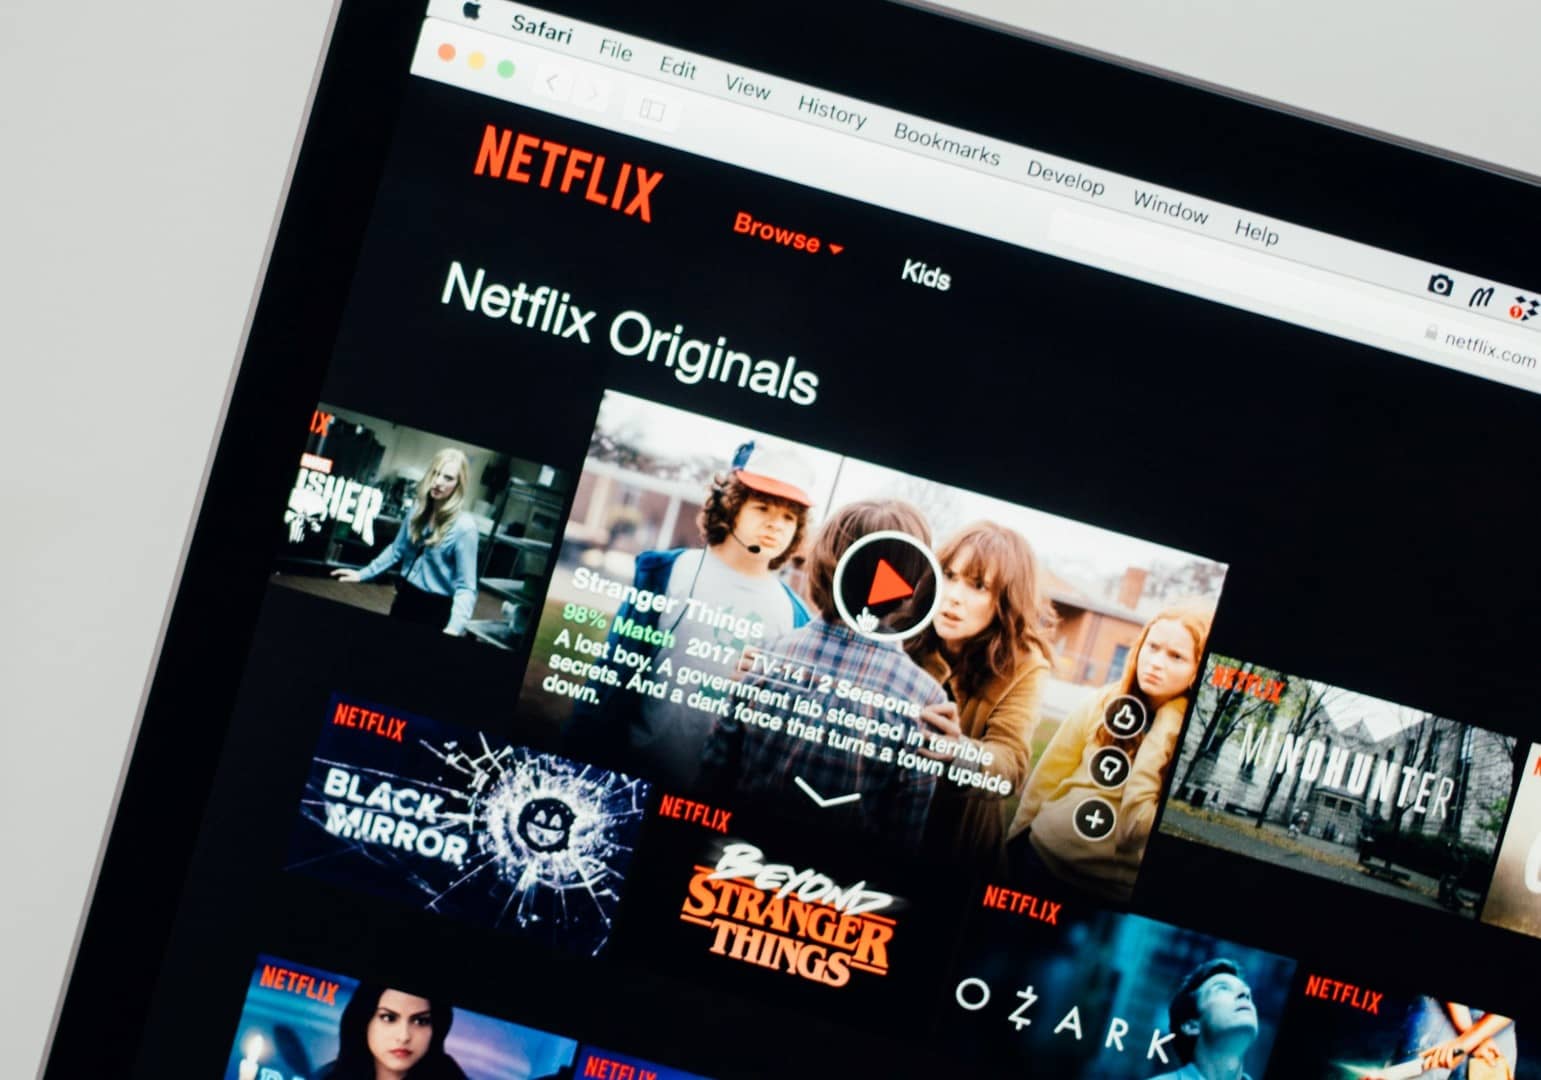 Safari File Edit View History Bookmarks Develop Window Help
netflix.com
NETFLIX
Browse Kids
Netflix Originals
IX
MARVEL
ISHER
Stranger Things
98% Match 2017 TV-14 2 Seasons
A lost boy. A government lab steeped in terrible
secrets. And a dark force that turns a town upside
down.
NETFLIX
MINDHUNTER
NETFLIX
BLACK
MIRROR
NETFLIX
BEYOND
STRANGER
THINGS
NETFLIX
OZARK
NETFLIX
NETFLIX
NETFLIX